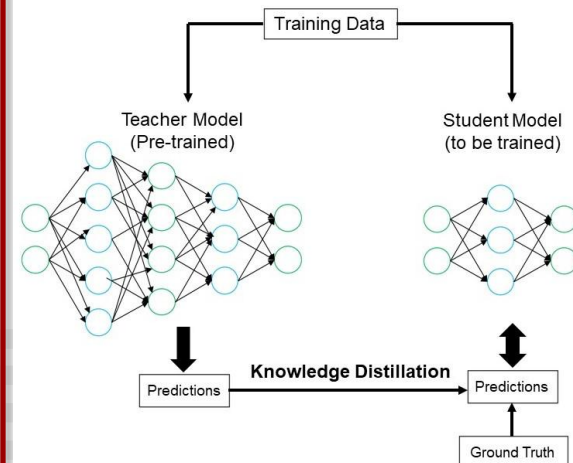 Training Data
Teacher Model
(Pre-trained)
Student Model
(to be trained)
Knowledge Distillation
Predictions
Predictions
Ground Truth